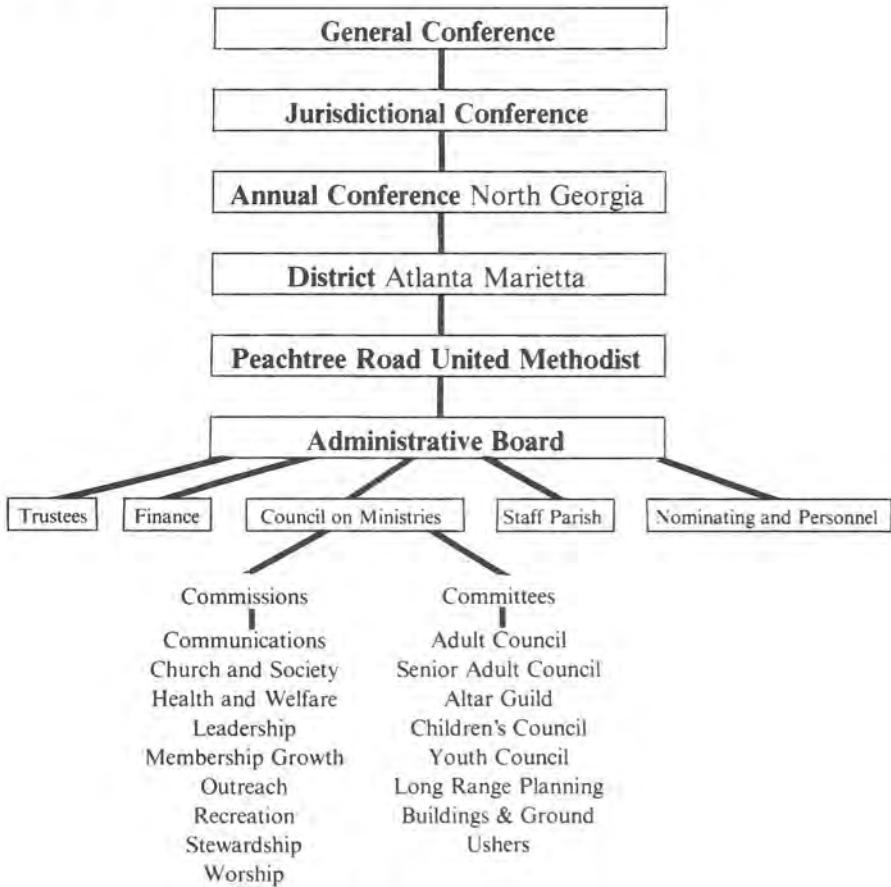 General Conference
Jurisdictional Conference
Annual Conference North Georgia
District Atlanta Marietta
Peachtree Road United Methodist
Administrative Board
Trustees
Finance
Council on Ministries
Staff Parish
Nominating and Personnel
Commissions
Communications
Church and Society
Health and Welfare
Leadership
Membership Growth
Outreach
Recreation
Stewardship
Worship
Committees
Adult Council
Senior Adult Council
Altar Guild
Children's Council
Youth Council
Long Range Planning
Buildings & Ground
Ushers